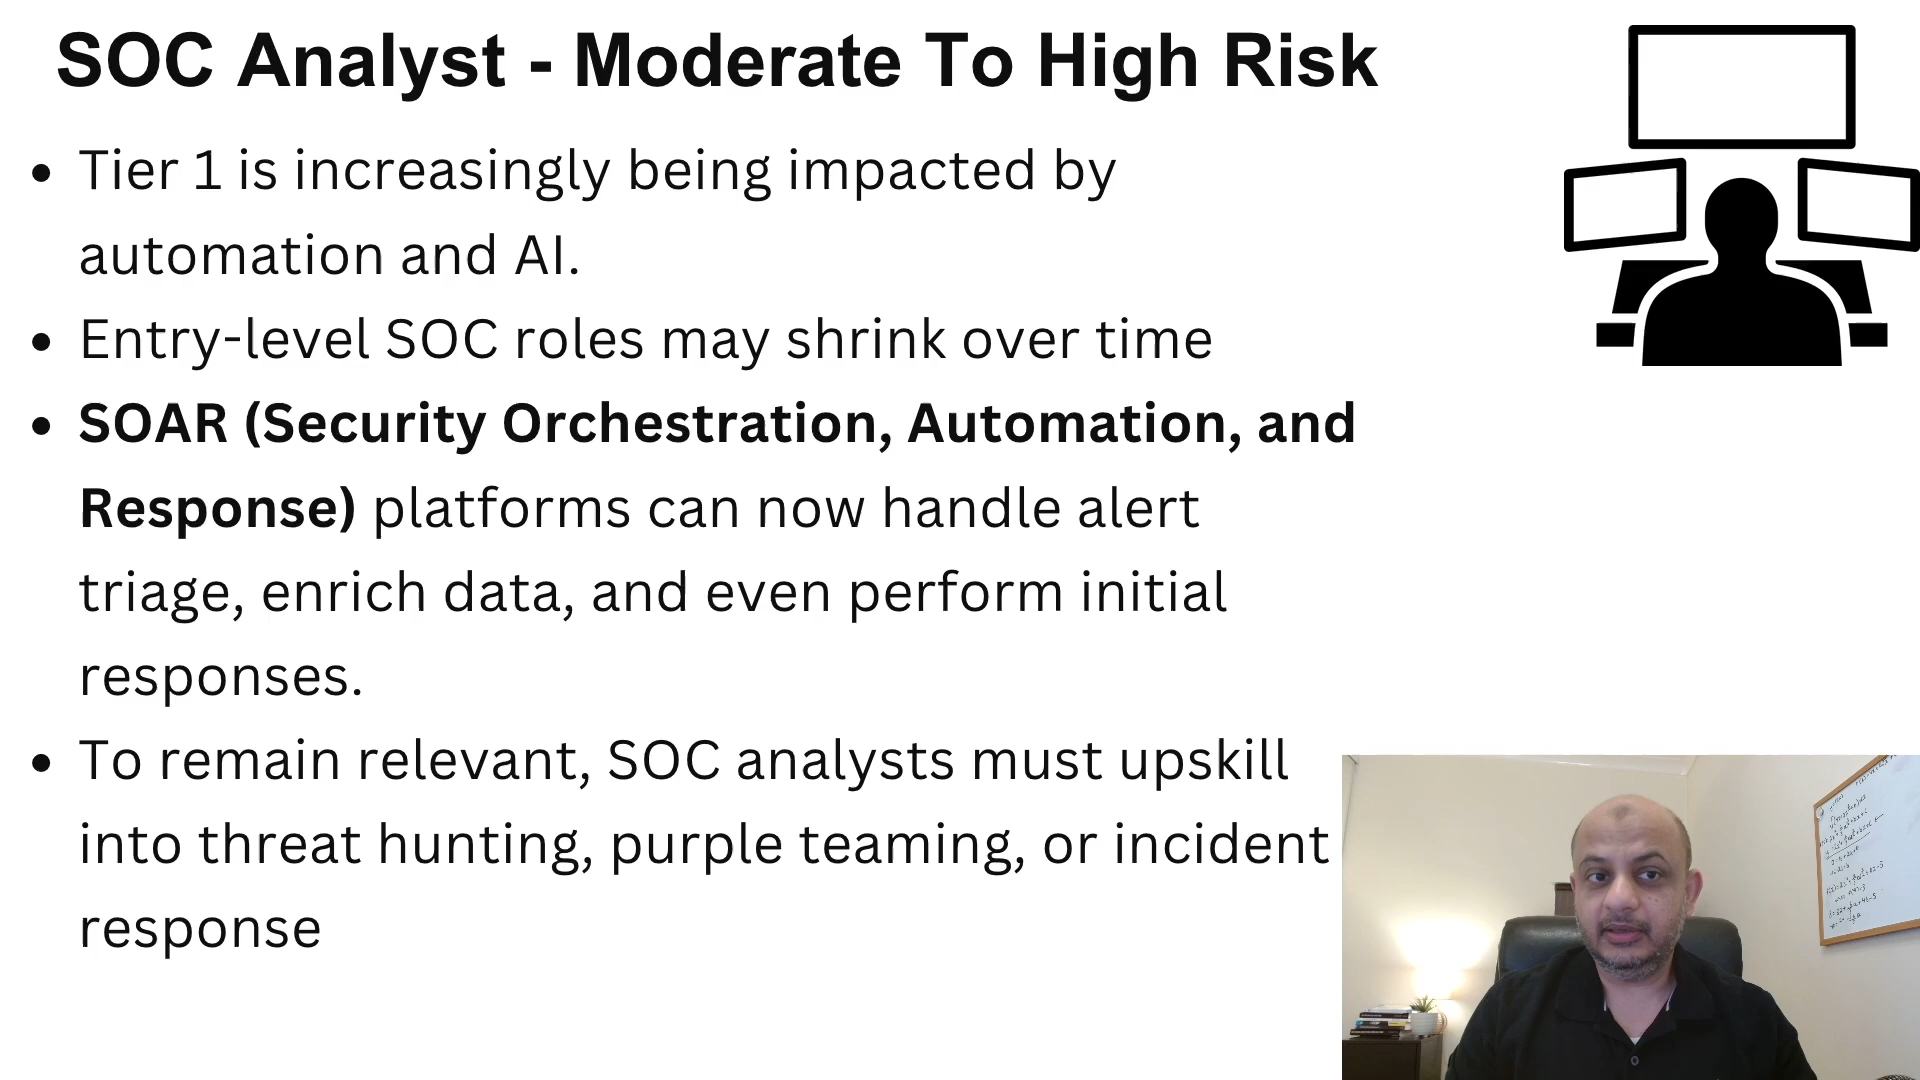 SOC Analyst - Moderate To High Risk
• Tier 1 is increasingly being impacted by
automation and AI.
• Entry-level SOC roles may shrink over time
• SOAR (Security Orchestration, Automation, and
Response) platforms can now handle alert
triage, enrich data, and even perform initial
responses.
• To remain relevant, SOC analysts must upskill
into threat hunting, purple teaming, or incident
response